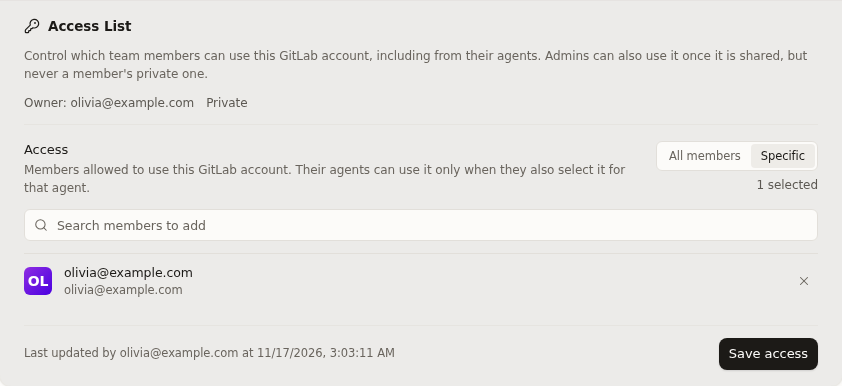 Access List
Control which team members can use this GitLab account, including from their agents. Admins can also use it once it is shared, but
never a member's private one.
Owner: olivia@example.com Private
Access
All members Specific
Members allowed to use this GitLab account. Their agents can use it only when they also select it for
that agent.
1 selected
Search members to add
OL
olivia@example.com
olivia@example.com
Last updated by olivia@example.com at 11/17/2026, 3:03:11 AM
Save access